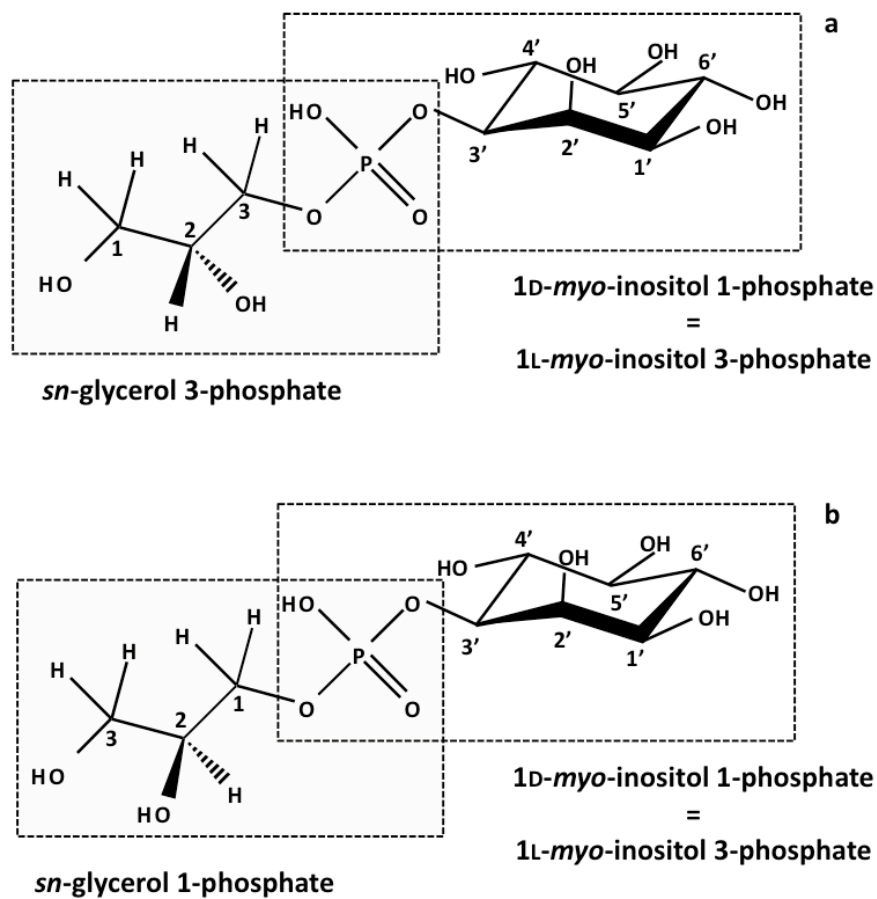 a
4' OH 6'
HO OH
HO O 5' OH
H OH
H 3' 2' 1'
H H P
3 O O
2
1
HO OH
H
1D-myo-inositol 1-phosphate
=
1L-myo-inositol 3-phosphate
sn-glycerol 3-phosphate
b
4' OH 6'
HO OH
HO O 5' OH
H OH
H 3' 2' 1'
H H P
1 O O
2
3
HO H
HO
1D-myo-inositol 1-phosphate
=
1L-myo-inositol 3-phosphate
sn-glycerol 1-phosphate